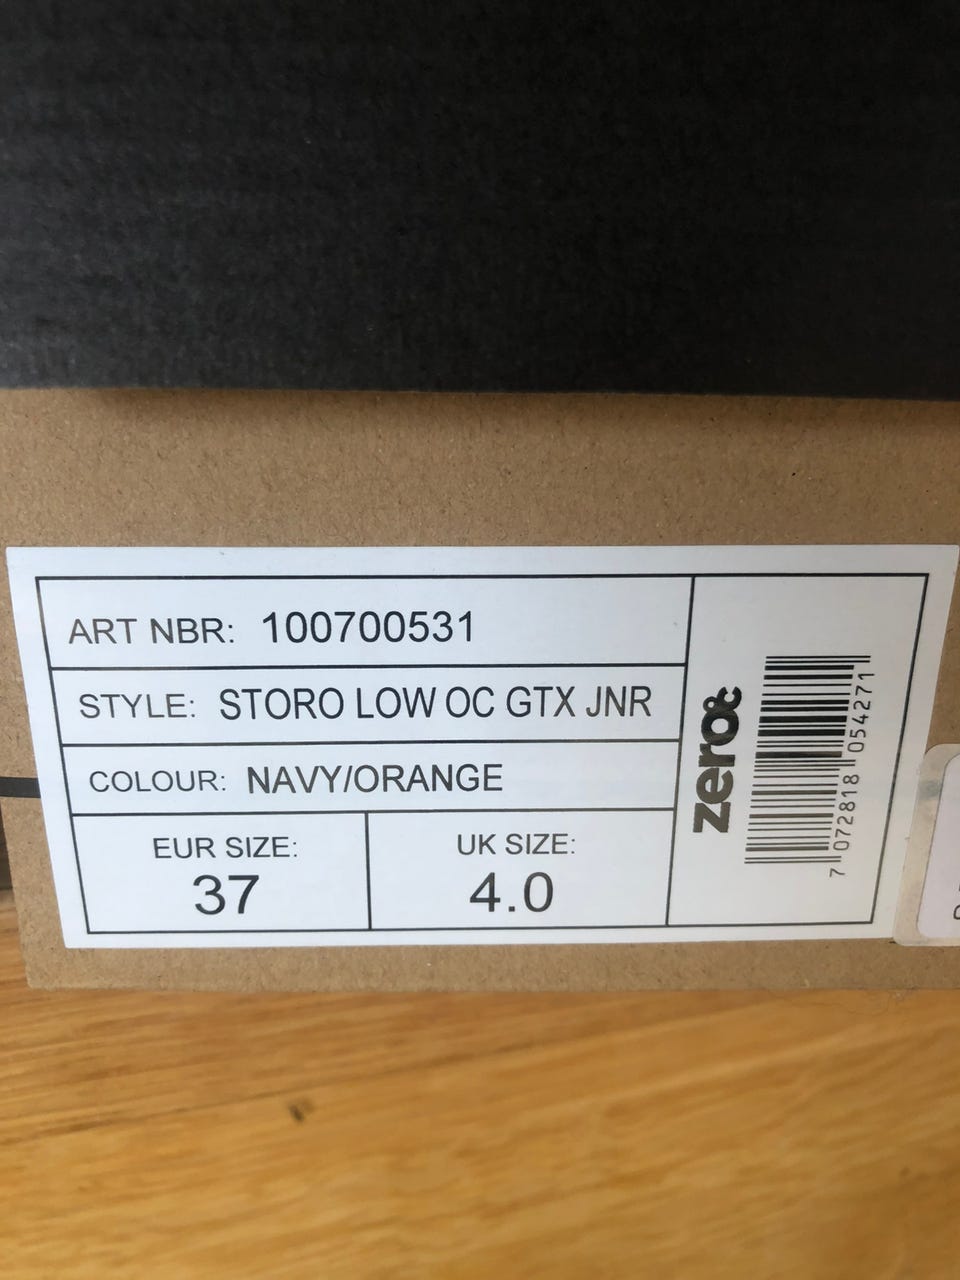 ART NBR: 100700531
STYLE: STORO LOW OC GTX JNR
COLOUR: NAVY/ORANGE
EUR SIZE:
37
UK SIZE:
4.0
zero°c
7 072818 054271